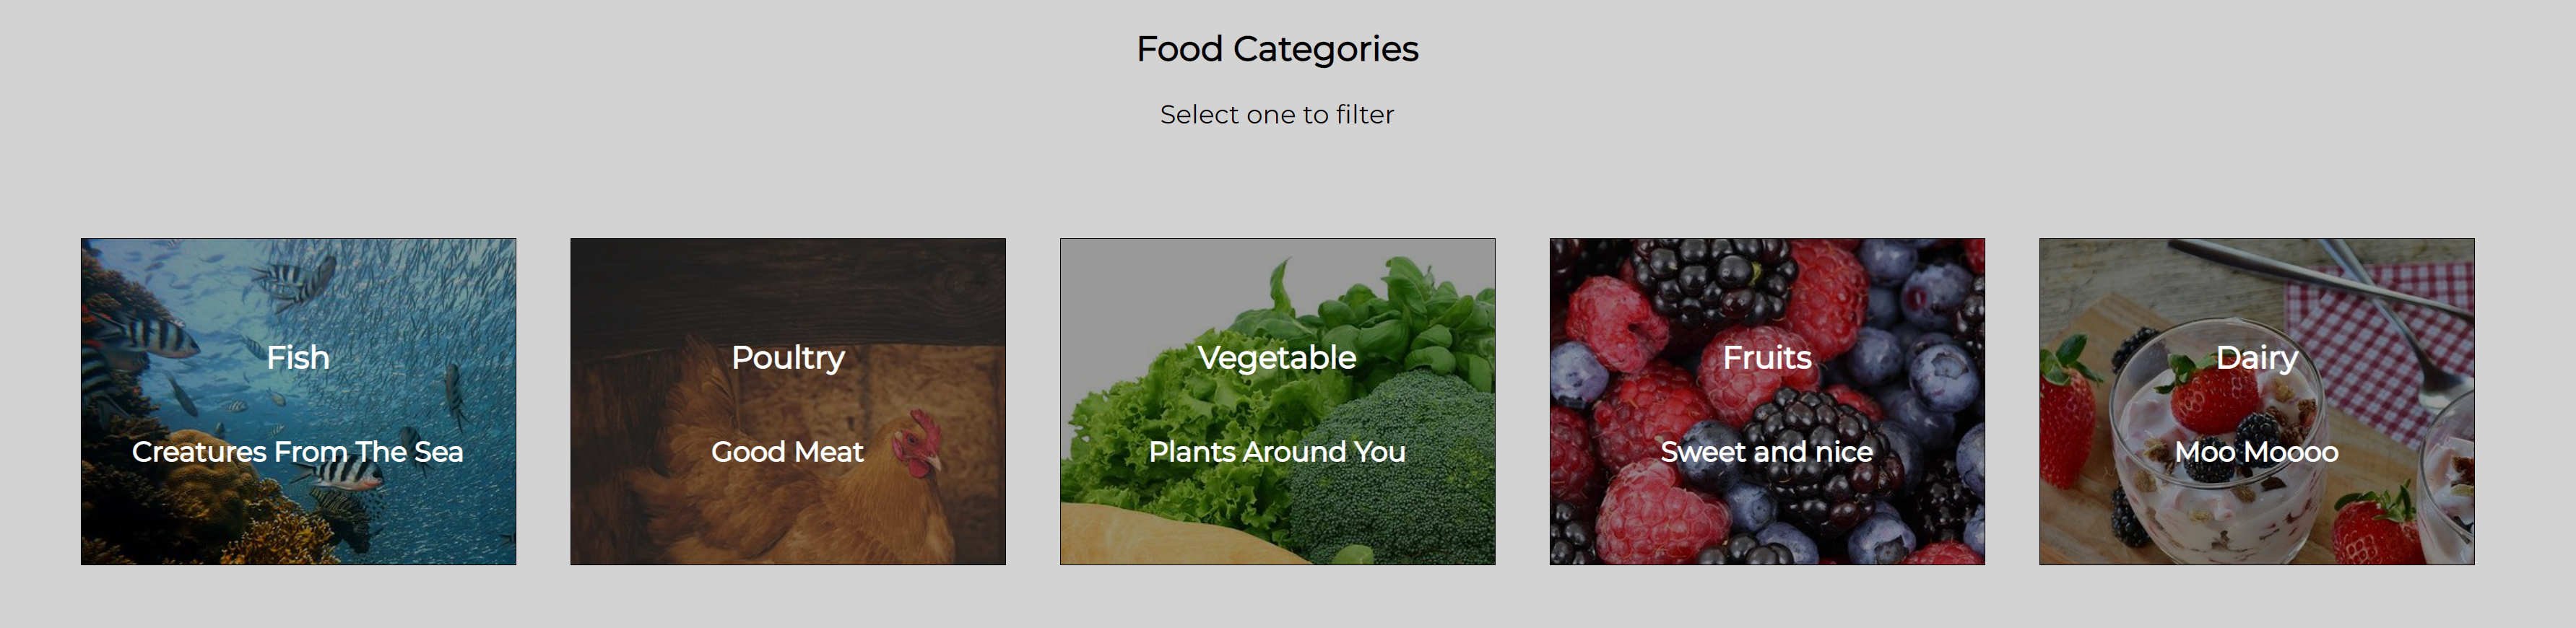 Food Categories
Select one to filter
Fish
Creatures From The Sea
Poultry
Good Meat
Vegetable
Plants Around You
Fruits
Sweet and nice
Dairy
Moo Moooo